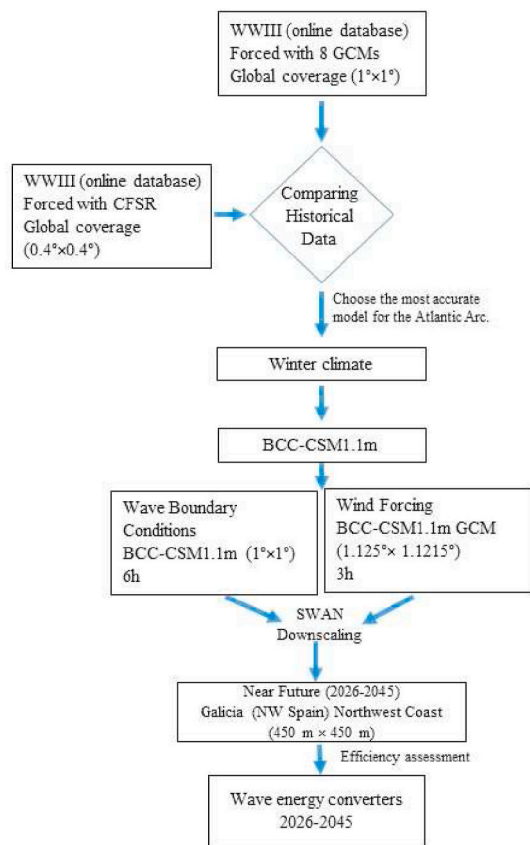 WWIII (online database)
Forced with 8 GCMs
Global coverage (1°×1°)
WWIII (online database)
Forced with CFSR
Global coverage
(0.4°×0.4°)
Comparing
Historical
Data
Choose the most accurate
model for the Atlantic Arc.
Winter climate
BCC-CSM1.1m
Wave Boundary
Conditions
BCC-CSM1.1m (1°×1°)
6h
Wind Forcing
BCC-CSM1.1m GCM
(1.125°× 1.1215°)
3h
SWAN
Downscaling
Near Future (2026-2045)
Galicia (NW Spain) Northwest Coast
(450 m × 450 m)
Efficiency assessment
Wave energy converters
2026-2045